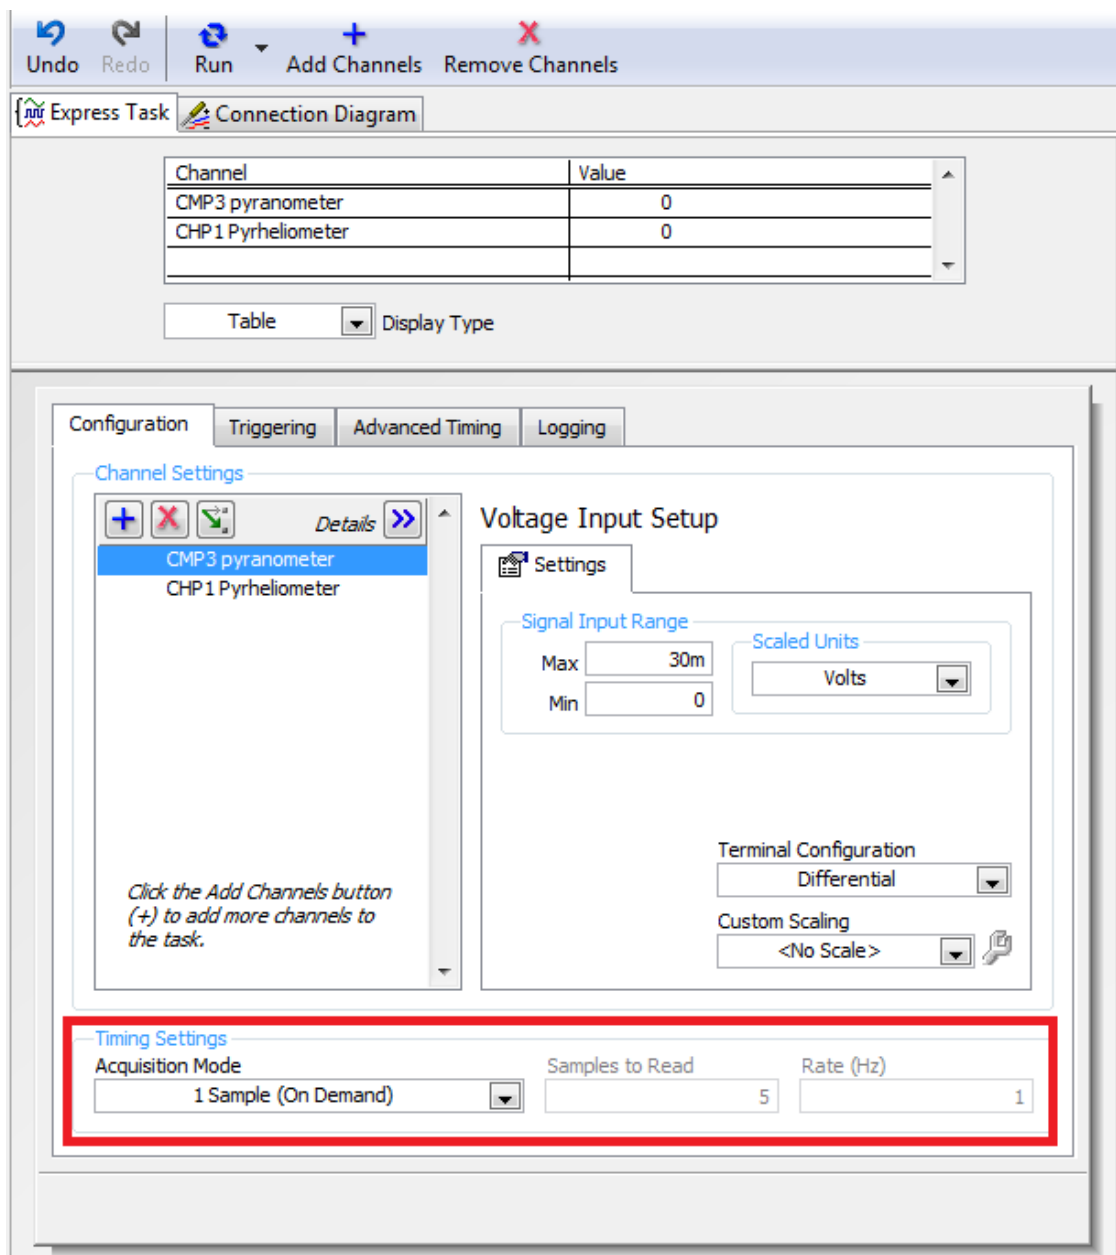 Undo Redo Run Add Channels Remove Channels
Express Task Connection Diagram
Channel Value
CMP3 pyranometer 0
CHP1 Pyrheliometer 0
Table Display Type
Configuration Triggering Advanced Timing Logging
Channel Settings
Details
CMP3 pyranometer
CHP1 Pyrheliometer
Click the Add Channels button
(+) to add more channels to
the task.
Voltage Input Setup
Settings
Signal Input Range
Max 30m
Min 0
Scaled Units
Volts
Terminal Configuration
Differential
Custom Scaling
<No Scale>
Timing Settings
Acquisition Mode Samples to Read Rate (Hz)
1 Sample (On Demand) 5 1